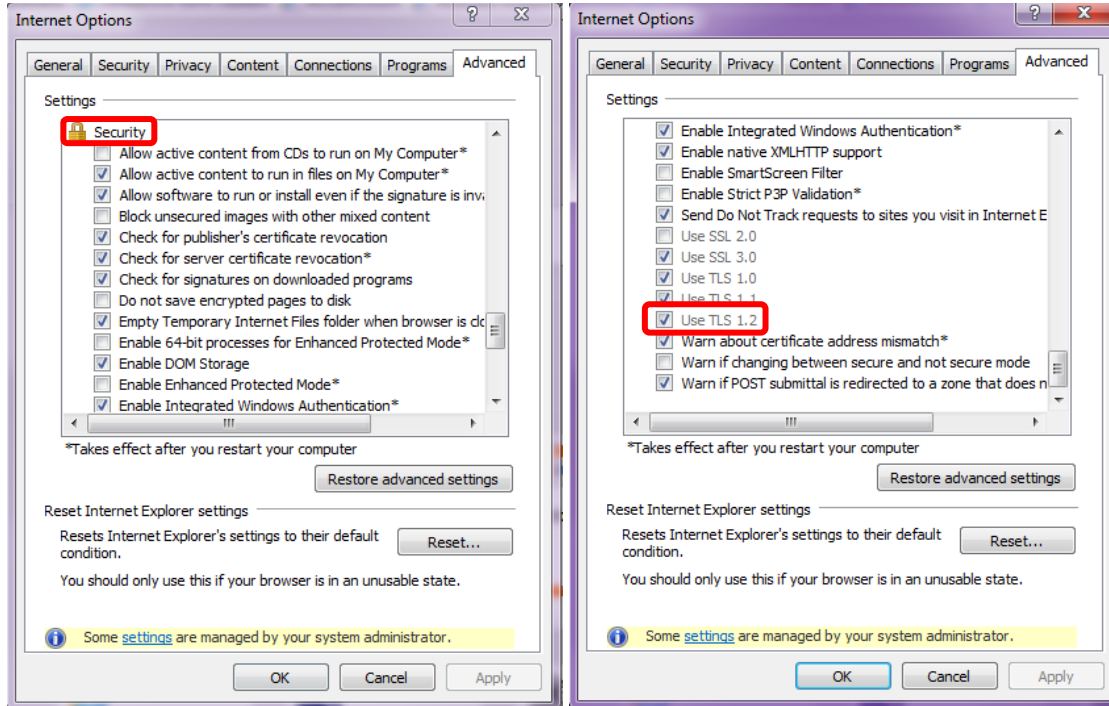 Internet Options
General Security Privacy Content Connections Programs Advanced
Settings
Security
Allow active content from CDs to run on My Computer*
Allow active content to run in files on My Computer*
Allow software to run or install even if the signature is inva
Block unsecured images with other mixed content
Check for publisher's certificate revocation
Check for server certificate revocation*
Check for signatures on downloaded programs
Do not save encrypted pages to disk
Empty Temporary Internet Files folder when browser is clo
Enable 64-bit processes for Enhanced Protected Mode*
Enable DOM Storage
Enable Enhanced Protected Mode*
Enable Integrated Windows Authentication*
*Takes effect after you restart your computer
Restore advanced settings
Reset Internet Explorer settings
Resets Internet Explorer's settings to their default
condition.
Reset...
You should only use this if your browser is in an unusable state.
Some settings are managed by your system administrator.
OK Cancel Apply
Internet Options
General Security Privacy Content Connections Programs Advanced
Settings
Enable Integrated Windows Authentication*
Enable native XMLHTTP support
Enable SmartScreen Filter
Enable Strict P3P Validation*
Send Do Not Track requests to sites you visit in Internet E
Use SSL 2.0
Use SSL 3.0
Use TLS 1.0
Use TLS 1.1
Use TLS 1.2
Warn about certificate address mismatch*
Warn if changing between secure and not secure mode
Warn if POST submittal is redirected to a zone that does n
*Takes effect after you restart your computer
Restore advanced settings
Reset Internet Explorer settings
Resets Internet Explorer's settings to their default
condition.
Reset...
You should only use this if your browser is in an unusable state.
Some settings are managed by your system administrator.
OK Cancel Apply